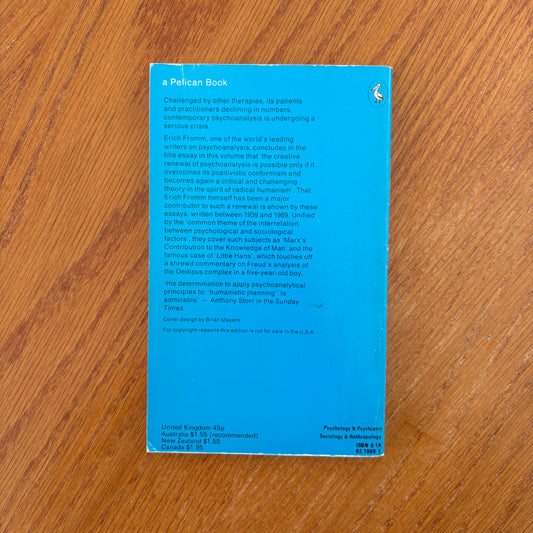 a Pelican Book
Challenged by other therapies, its patients
and practitioners declining in numbers,
contemporary psychoanalysis is undergoing a
serious crisis.
Erich Fromm, one of the world's leading
writers on psychoanalysis, concludes in the
title essay in this volume that 'the creative
renewal of psychoanalysis is possible only if it
overcomes its positivistic conformism and
becomes again a critical and challenging
theory in the spirit of radical humanism'. That
Erich Fromm himself has been a major
contributor to such a renewal is shown by these
essays, written between 1939 and 1969. Unified
by the 'common theme of the interrelation
between psychological and sociological
factors', they cover such subjects as 'Marx's
Contribution to the Knowledge of Man' and the
famous case of 'Little Hans', which touches off
a shrewd commentary on Freud's analysis of
the Oedipus complex in a five-year-old boy.
'His determination to apply psychoanalytical
principles to "humanistic planning" is
admirable' – Anthony Storr in the Sunday
Times
Cover design by Brian Mayers
For copyright reasons this edition is not for sale in the U.S.A.
United Kingdom 45p
Australia $1.55 (recommended)
New Zealand $1.55
Canada $1.95
Psychology & Psychiatry
Sociology & Anthropology
ISBN 0 14